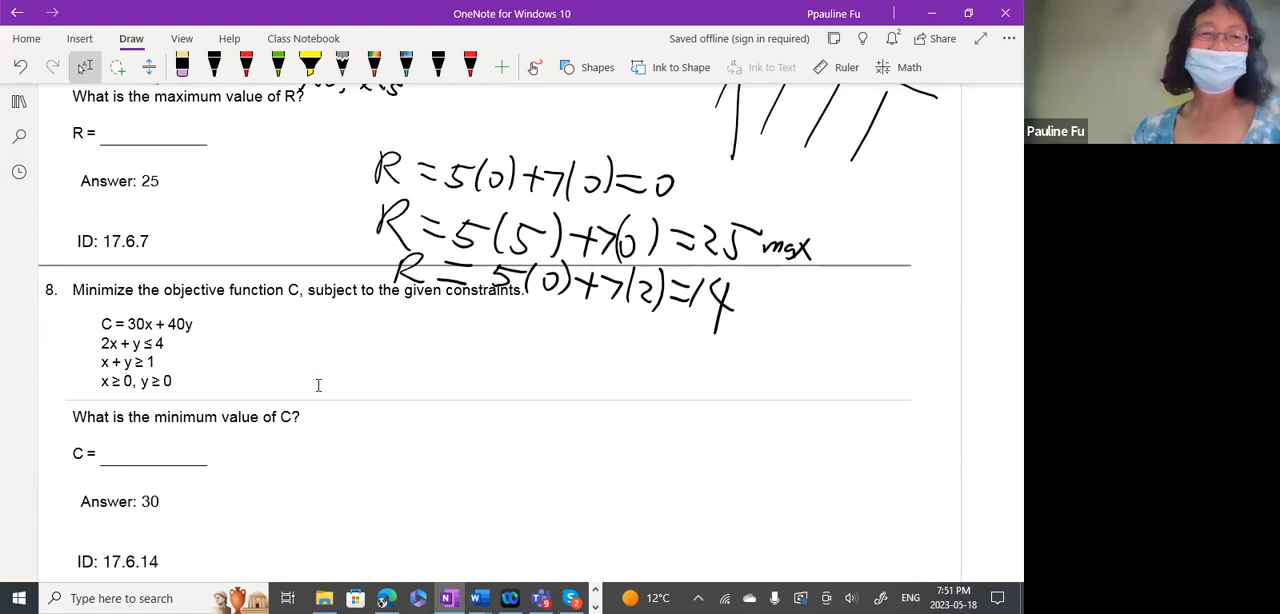 OneNote for Windows 10
Ppauline Fu
Home Insert Draw View Help Class Notebook
Saved offline (sign in required)
Share
Shapes
Ink to Shape
Ink to Text
Ruler
Math
What is the maximum value of R?
R =
Answer: 25
ID: 17.6.7
R = 5(0)+7(0)=0
R = 5(5)+7(0)=25 max
R = 5(0)+7(2)=14
8. Minimize the objective function C, subject to the given constraints.
C = 30x + 40y
2x + y ≤ 4
x + y ≥ 1
x ≥ 0, y ≥ 0
What is the minimum value of C?
C =
Answer: 30
ID: 17.6.14
Pauline Fu
Type here to search
12°C
ENG
7:51 PM
2023-05-18